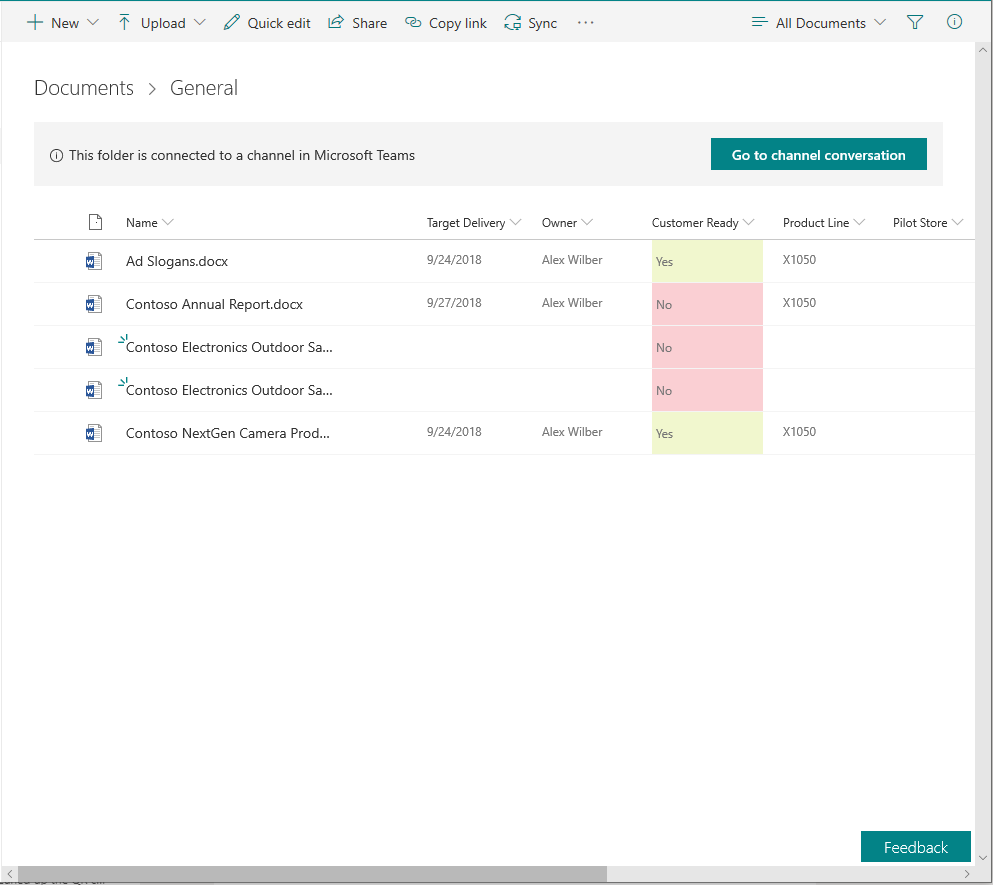 New Upload Quick edit Share Copy link Sync ··· All Documents
Documents > General
This folder is connected to a channel in Microsoft Teams Go to channel conversation
Name Target Delivery Owner Customer Ready Product Line Pilot Store
Ad Slogans.docx 9/24/2018 Alex Wilber Yes X1050
Contoso Annual Report.docx 9/27/2018 Alex Wilber No X1050
Contoso Electronics Outdoor Sa... No
Contoso Electronics Outdoor Sa... No
Contoso NextGen Camera Prod... 9/24/2018 Alex Wilber Yes X1050
Feedback